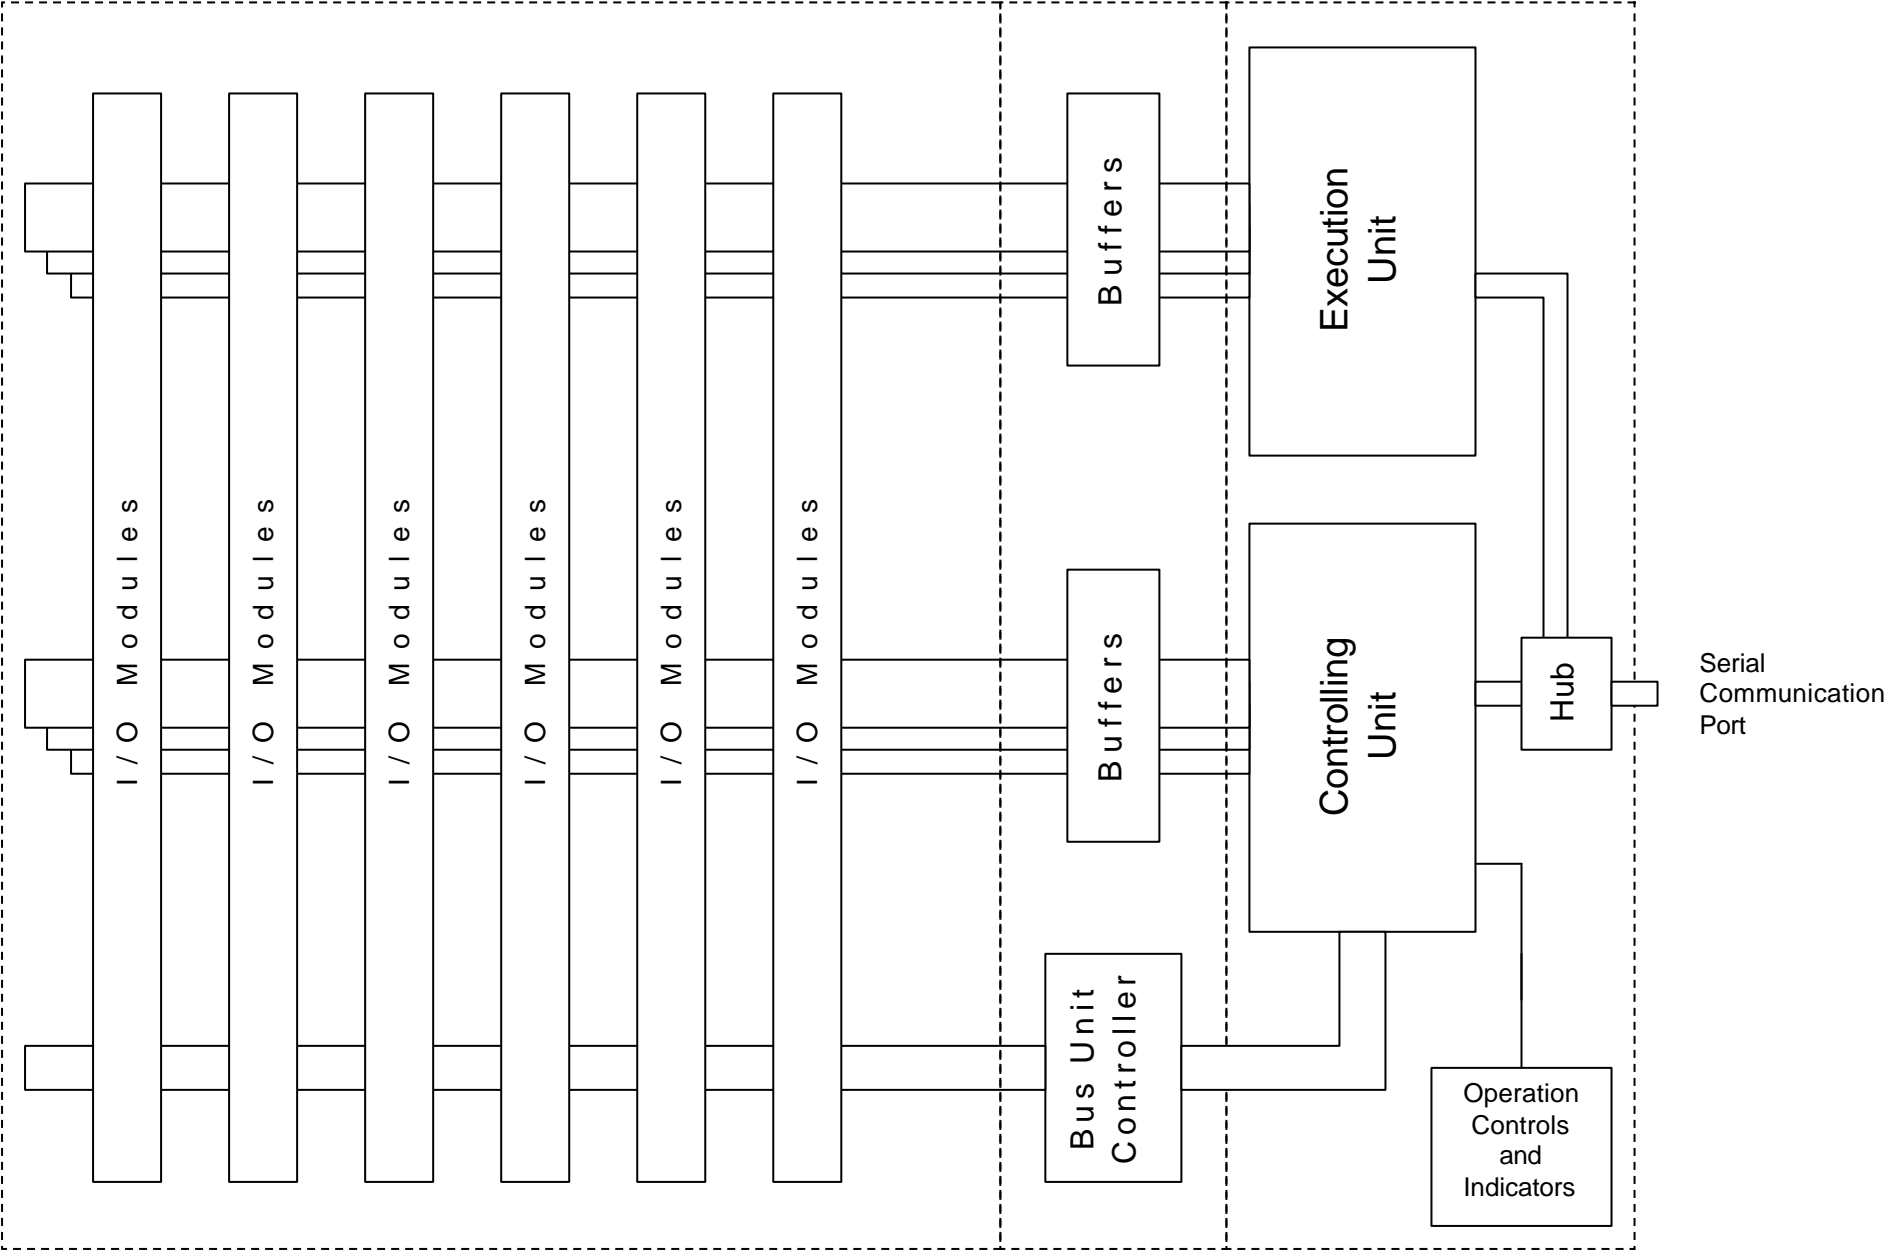 I/O Modules
I/O Modules
I/O Modules
I/O Modules
I/O Modules
I/O Modules
Buffers
Execution
Unit
Buffers
Controlling
Unit
Hub
Serial
Communication
Port
Bus Unit
Controller
Operation
Controls
and
Indicators